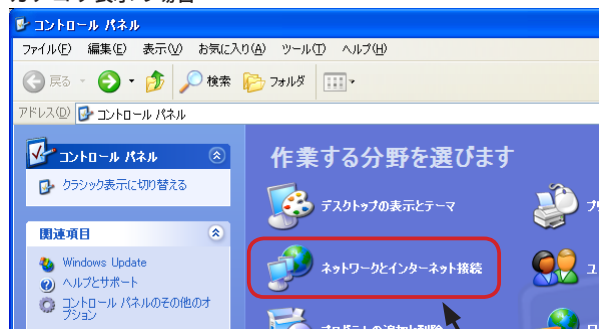 コントロール パネル
ファイル(F) 編集(E) 表示(V) お気に入り(A) ツール(T) ヘルプ(H)
戻る 検索 フォルダ
アドレス(D) コントロール パネル
コントロール パネル
クラシック表示に切り替える
関連項目
Windows Update
ヘルプとサポート
コントロール パネルのその他のオ
プション
作業する分野を選びます
デスクトップの表示とテーマ
ネットワークとインターネット接続